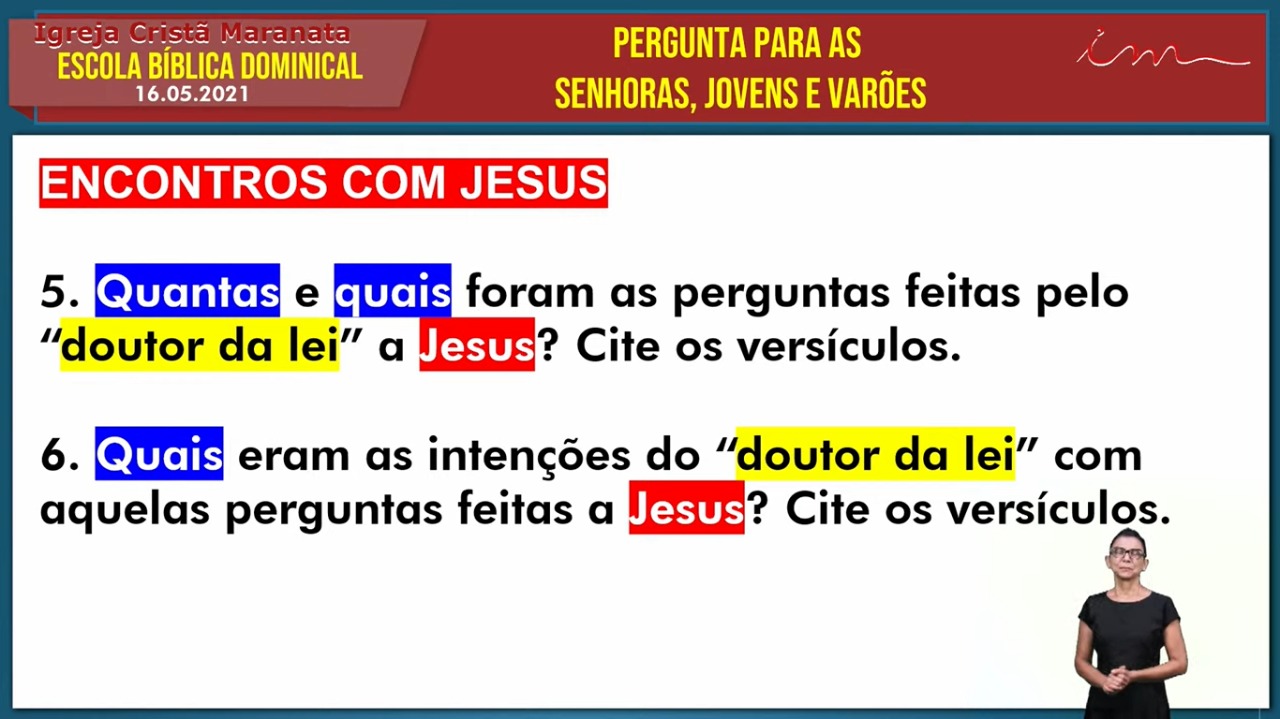 Igreja Cristã Maranata
ESCOLA BÍBLICA DOMINICAL
16.05.2021
PERGUNTA PARA AS
SENHORAS, JOVENS E VARÕES
ENCONTROS COM JESUS
5. Quantas e quais foram as perguntas feitas pelo
“doutor da lei” a Jesus? Cite os versículos.
6. Quais eram as intenções do “doutor da lei” com
aquelas perguntas feitas a Jesus? Cite os versículos.